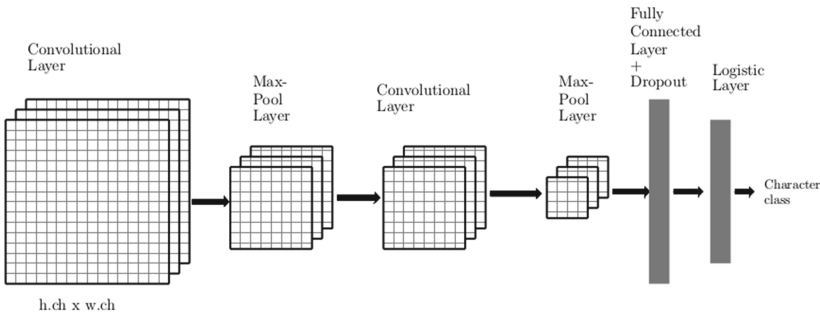 Convolutional
Layer
Max-
Pool
Layer
Convolutional
Layer
Max-
Pool
Layer
Fully
Connected
Layer
+
Dropout
Logistic
Layer
Character
class
h.ch x w.ch